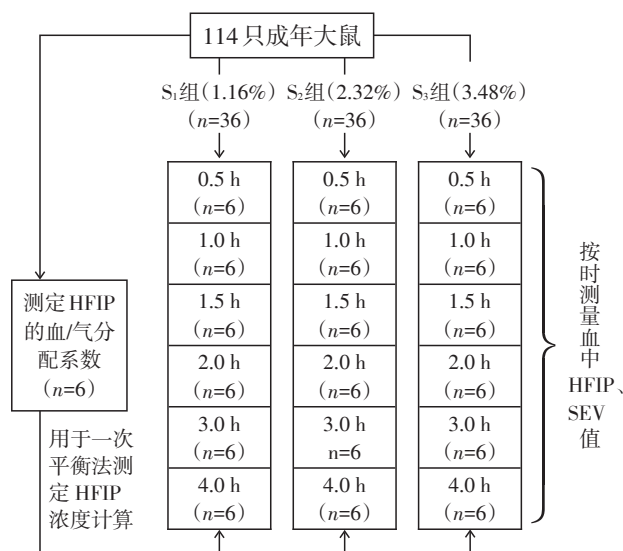 114只成年大鼠
S₁组(1.16%) S₂组(2.32%) S₃组(3.48%)
(n=36) (n=36) (n=36)
0.5 h 0.5 h 0.5 h
(n=6) (n=6) (n=6)
1.0 h 1.0 h 1.0 h
(n=6) (n=6) (n=6)
1.5 h 1.5 h 1.5 h
(n=6) (n=6) (n=6)
2.0 h 2.0 h 2.0 h
(n=6) (n=6) (n=6)
3.0 h 3.0 h 3.0 h
(n=6) n=6 (n=6)
4.0 h 4.0 h 4.0 h
(n=6) (n=6) (n=6)
测定HFIP
的血/气分
配系数
(n=6)
用于一次
平衡法测
定HFIP
浓度计算
按时测量血中
HFIP、
SEV
值